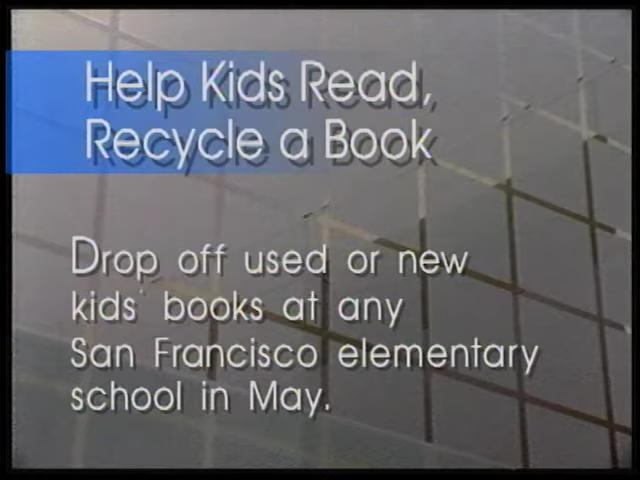 Help Kids Read,
Recycle a Book
Drop off used or new
kids' books at any
San Francisco elementary
school in May.